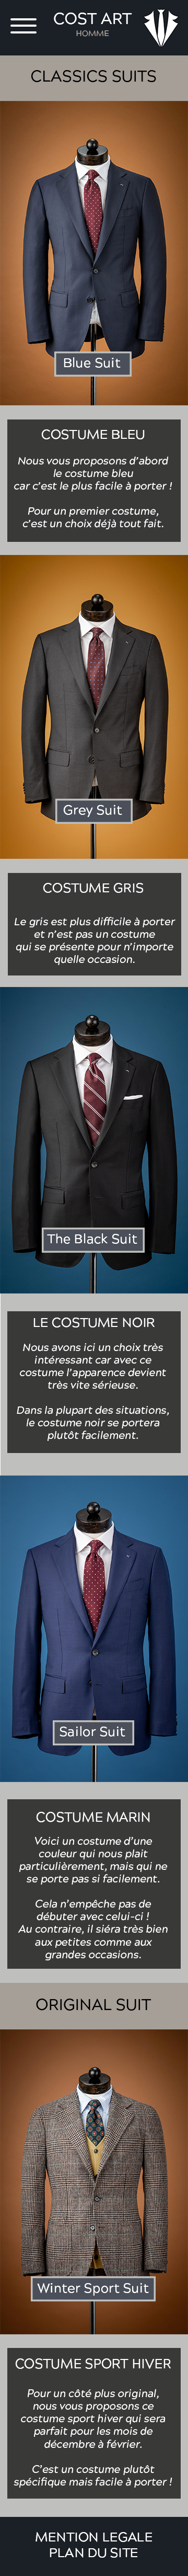 COST ART
HOMME
CLASSICS SUITS
Blue Suit
COSTUME BLEU
Nous vous proposons d’abord
le costume bleu
car c’est le plus facile à porter !
Pour un premier costume,
c’est un choix déjà tout fait.
Grey Suit
COSTUME GRIS
Le gris est plus difficile à porter
et n’est pas un costume
qui se présente pour n’importe
quelle occasion.
The Black Suit
LE COSTUME NOIR
Nous avons ici un choix très
intéressant car avec ce
costume l’apparence devient
très vite sérieuse.
Dans la plupart des situations,
le costume noir se portera
plutôt facilement.
Sailor Suit
COSTUME MARIN
Voici un costume d’une
couleur qui nous plait
particulièrement, mais qui ne
se porte pas si facilement.
Cela n’empêche pas de
débuter avec celui-ci !
Au contraire, il siéra très bien
aux petites comme aux
grandes occasions.
ORIGINAL SUIT
Winter Sport Suit
COSTUME SPORT HIVER
Pour un côté plus original,
nous vous proposons ce
costume sport hiver qui sera
parfait pour les mois de
décembre à février.
C’est un costume plutôt
spécifique mais facile à porter !
MENTION LEGALE
PLAN DU SITE